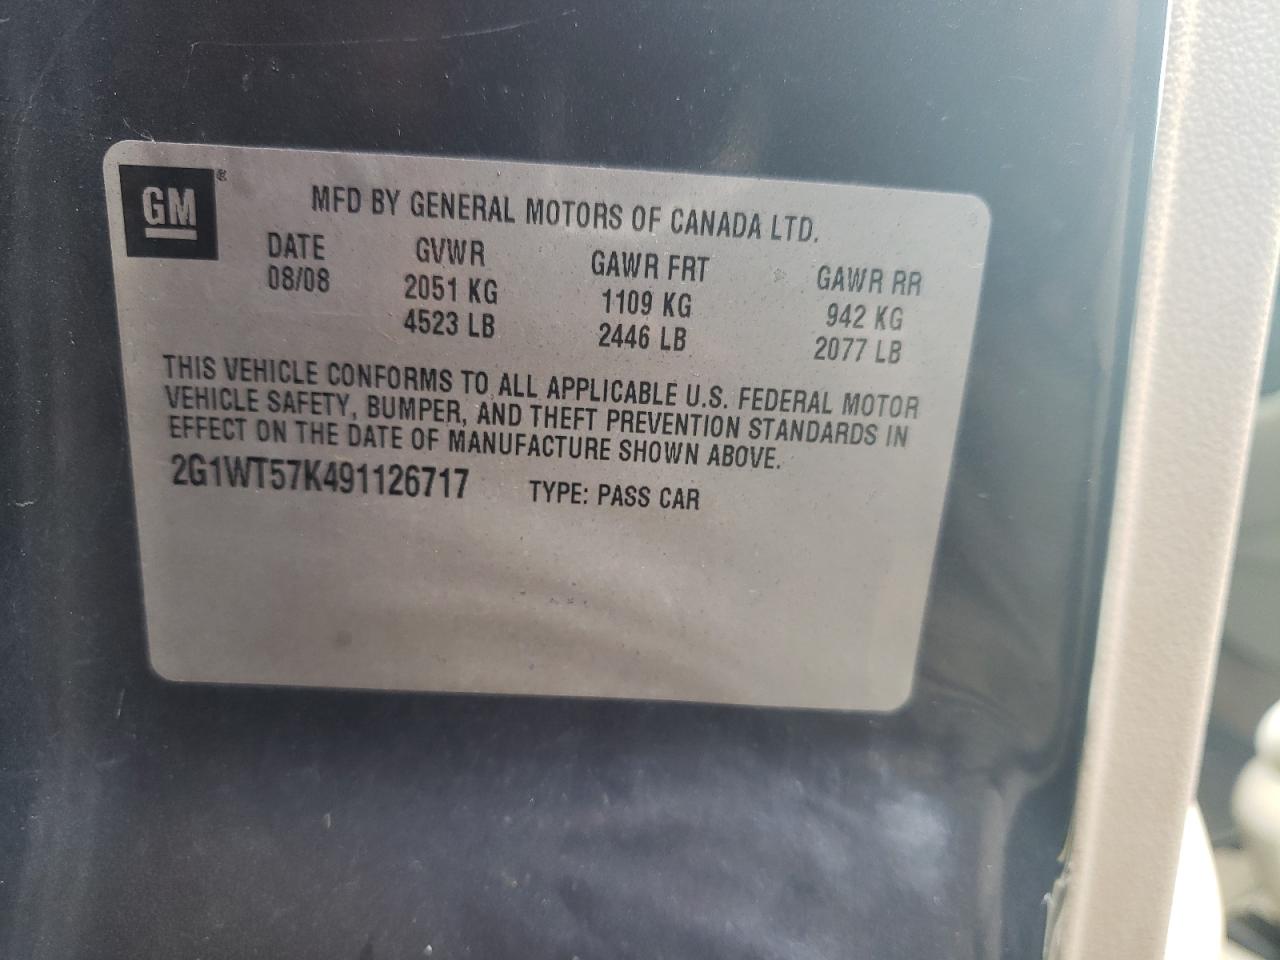 GM®
MFD BY GENERAL MOTORS OF CANADA LTD.
DATE GVWR GAWR FRT GAWR RR
08/08 2051 KG 1109 KG 942 KG
4523 LB 2446 LB 2077 LB
THIS VEHICLE CONFORMS TO ALL APPLICABLE U.S. FEDERAL MOTOR
VEHICLE SAFETY, BUMPER, AND THEFT PREVENTION STANDARDS IN
EFFECT ON THE DATE OF MANUFACTURE SHOWN ABOVE.
2G1WT57K491126717 TYPE: PASS CAR